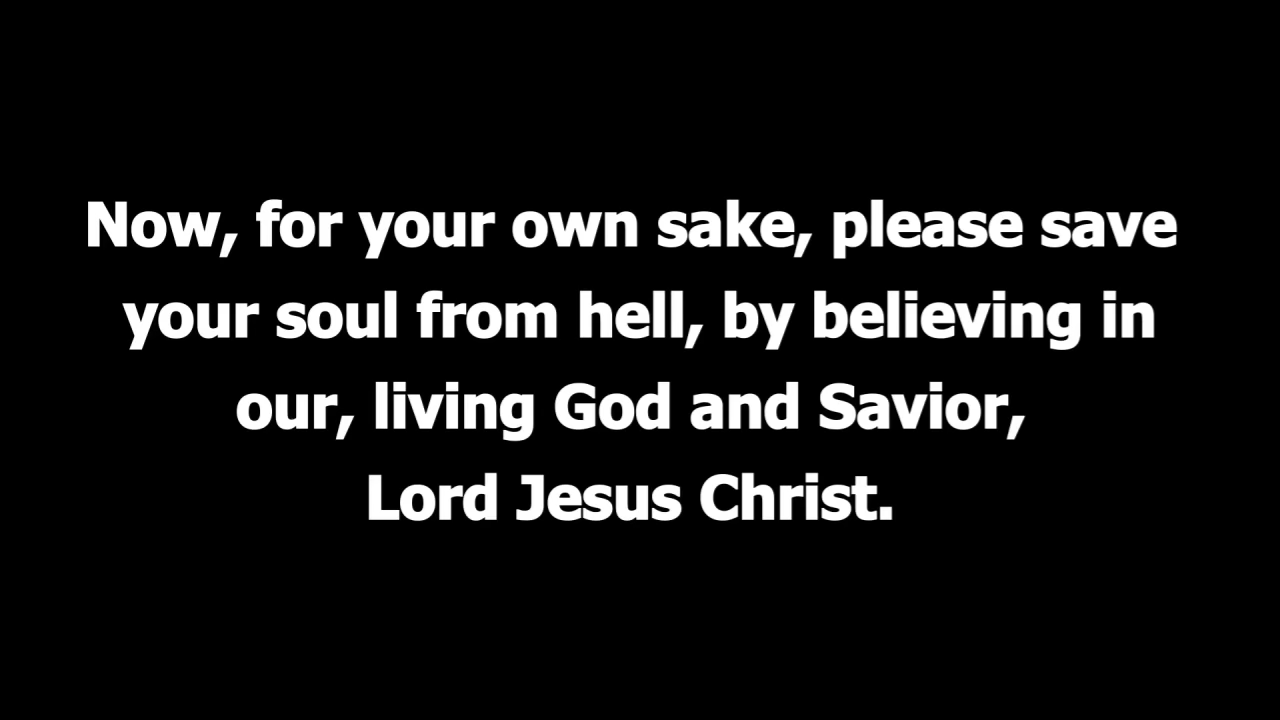 Now, for your own sake, please save
your soul from hell, by believing in
our, living God and Savior,
Lord Jesus Christ.